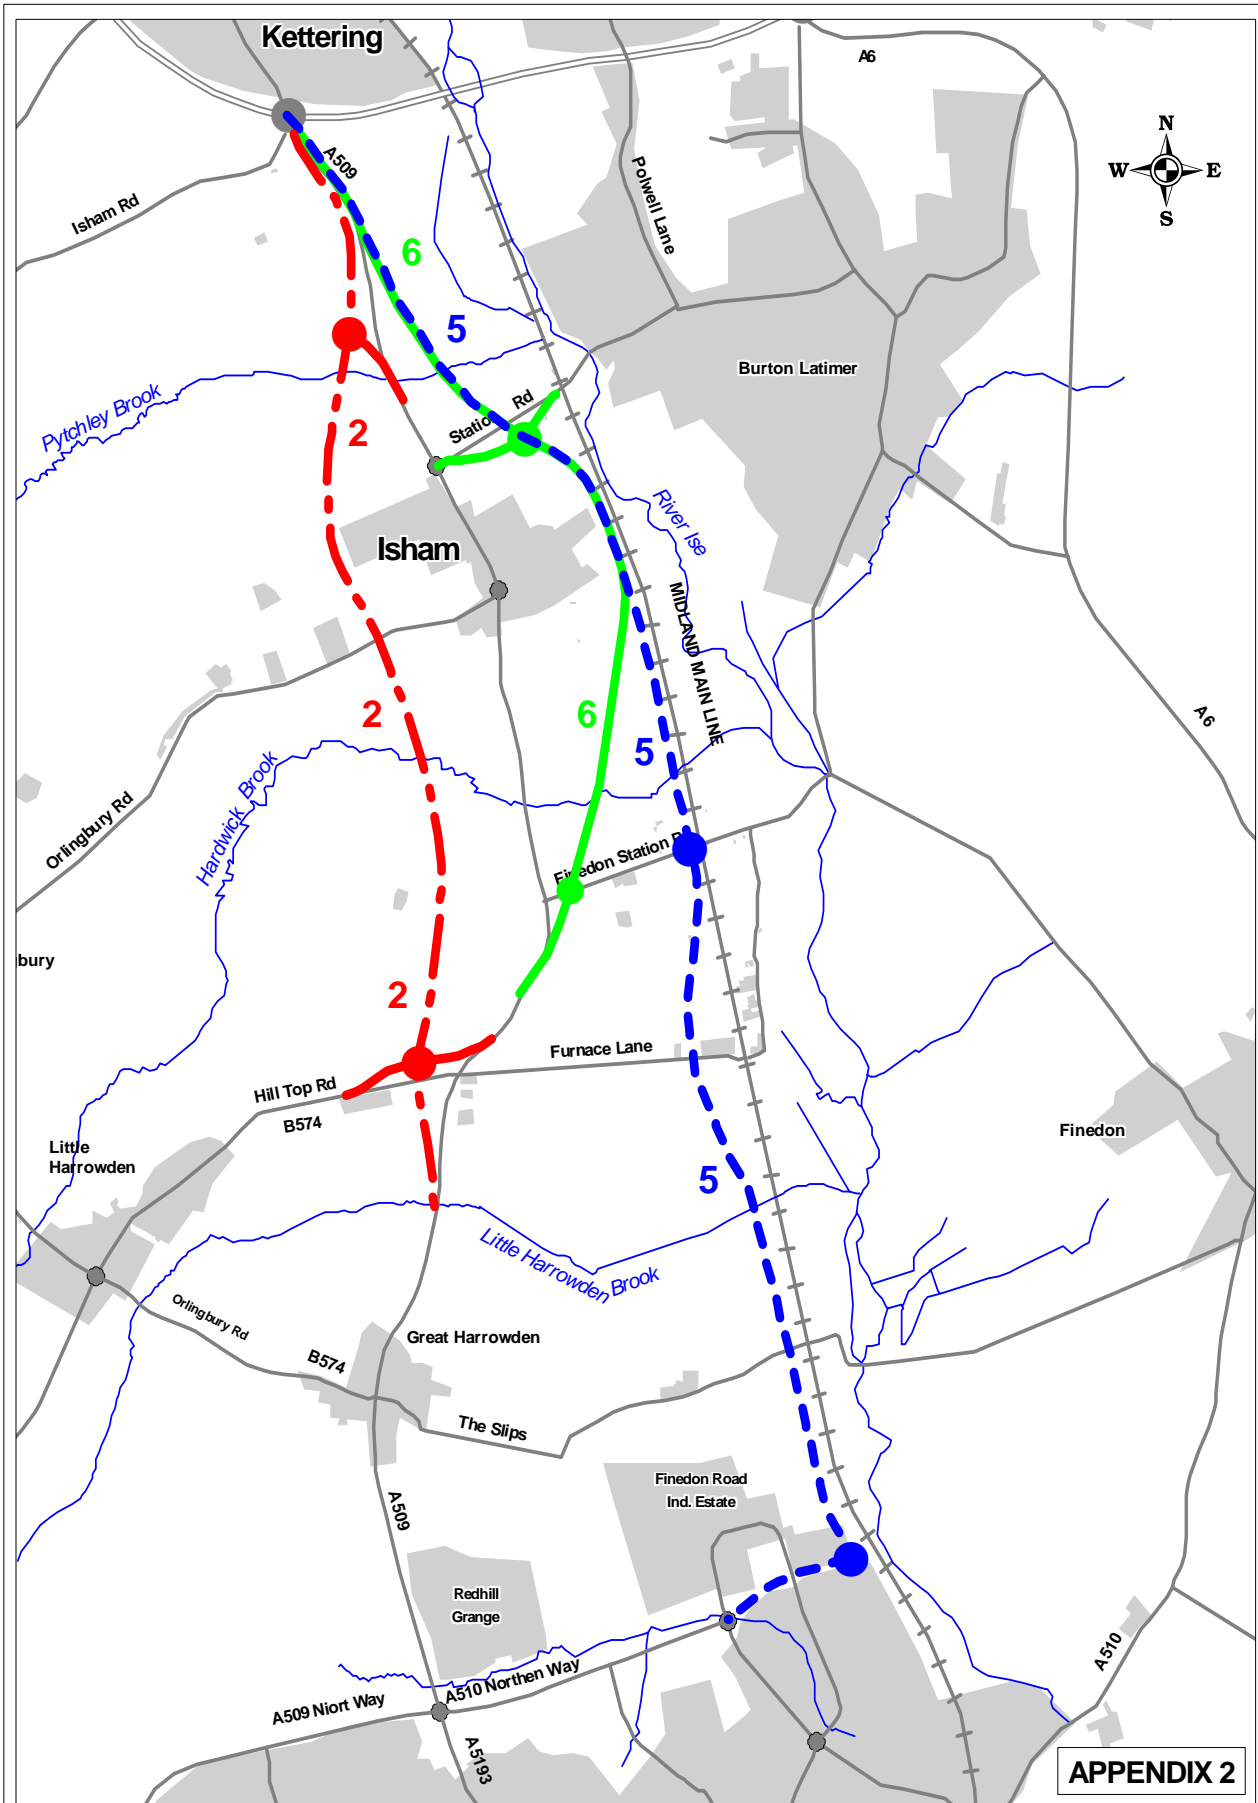 Kettering
A6
N
W E
S
A509
Isham Rd
Polwell Lane
6
5
Burton Latimer
Pytchley Brook
Station Rd
2
River Ise
Isham
MIDLAND MAIN LINE
2
6
5
A6
Hardwick Brook
Orlingbury Rd
Finedon Station R
bury
2
Furnace Lane
Hill Top Rd
B574
Finedon
Little
Harrowden
5
Little Harrowden Brook
Orlingbury Rd
Great Harrowden
B574
The Slips
Finedon Road
Ind. Estate
A509
Redhill
Grange
A510
A510 Northen Way
A509 Niort Way
A5193
APPENDIX 2